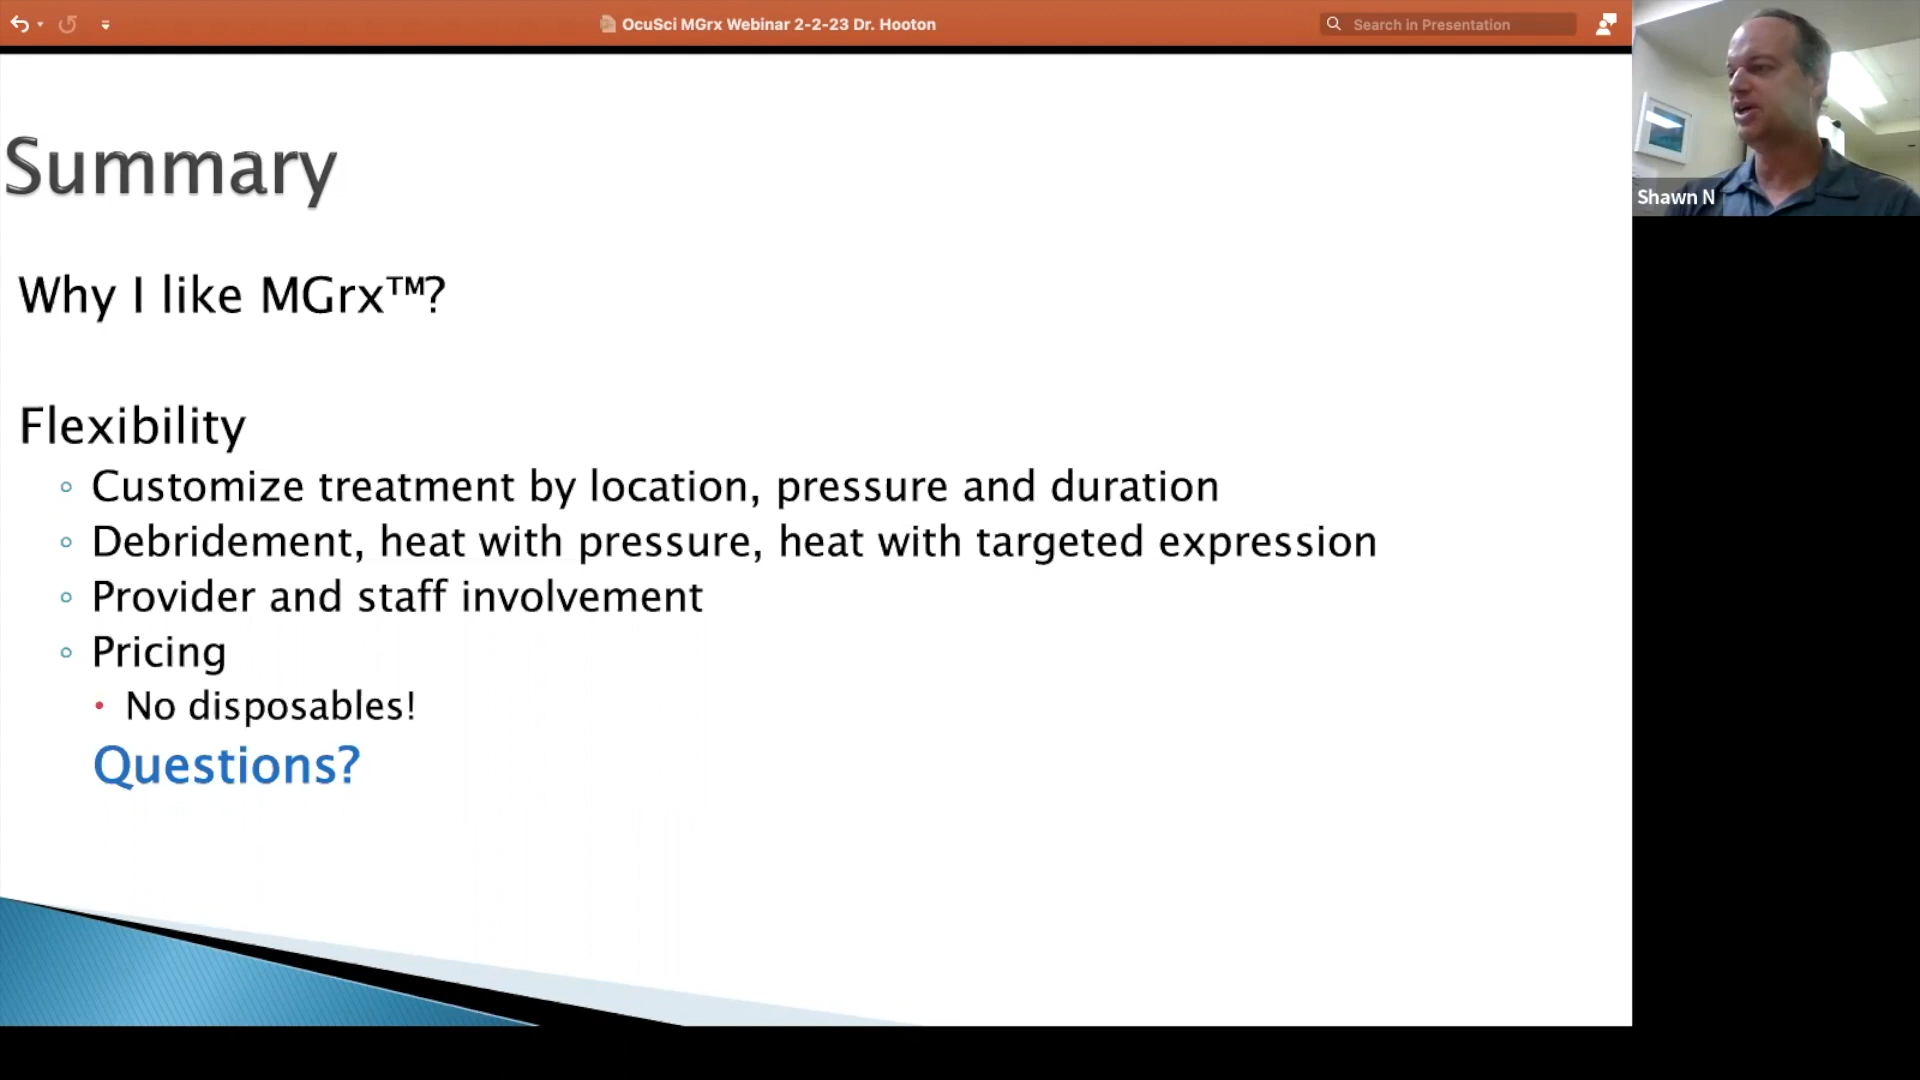 OcuSci MGrx Webinar 2-2-23 Dr. Hooton
Search in Presentation
Shawn N
Summary
Why I like MGrx™?
Flexibility
Customize treatment by location, pressure and duration
Debridement, heat with pressure, heat with targeted expression
Provider and staff involvement
Pricing
No disposables!
Questions?